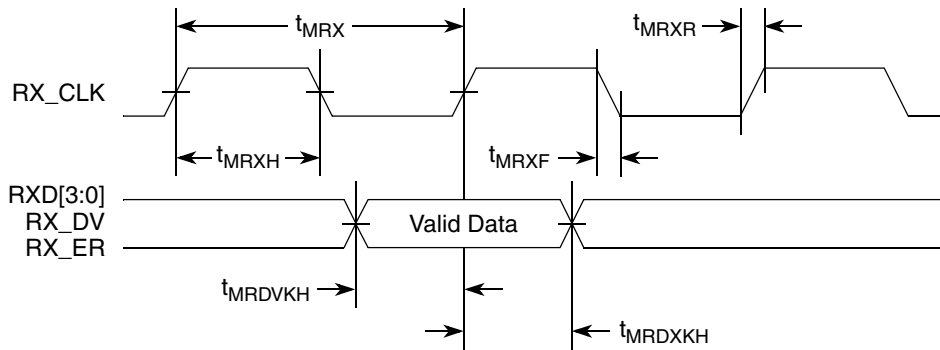 tMRX
tMRXR
RX_CLK
tMRXH
tMRXF
RXD[3:0]
RX_DV
Valid Data
RX_ER
tMRDVKH
tMRDXKH